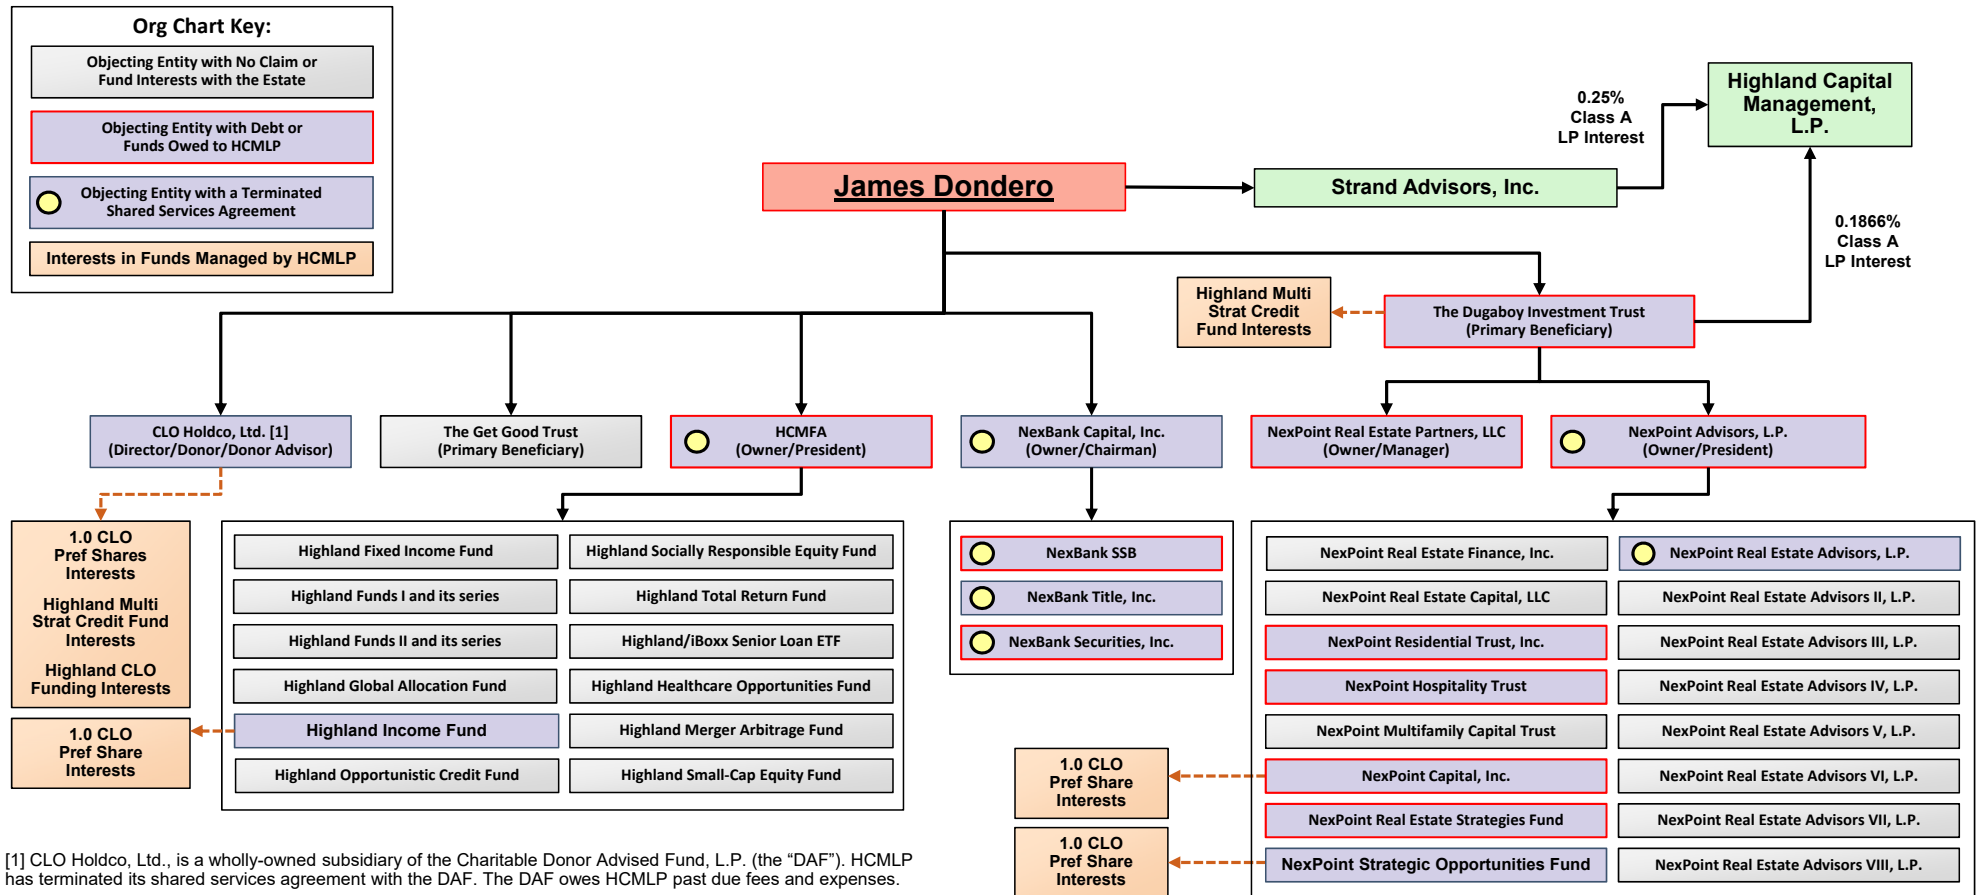 Org Chart Key:
Objecting Entity with No Claim or
Fund Interests with the Estate
Objecting Entity with Debt or
Funds Owed to HCMLP
Objecting Entity with a Terminated
Shared Services Agreement
Interests in Funds Managed by HCMLP
James Dondero
Strand Advisors, Inc.
0.25%
Class A
LP Interest
Highland Capital
Management,
L.P.
0.1866%
Class A
LP Interest
Highland Multi
Strat Credit
Fund Interests
The Dugaboy Investment Trust
(Primary Beneficiary)
CLO Holdco, Ltd. [1]
(Director/Donor/Donor Advisor)
The Get Good Trust
(Primary Beneficiary)
HCMFA
(Owner/President)
NexBank Capital, Inc.
(Owner/Chairman)
NexPoint Real Estate Partners, LLC
(Owner/Manager)
NexPoint Advisors, L.P.
(Owner/President)
1.0 CLO
Pref Shares
Interests
Highland Multi
Strat Credit Fund
Interests
Highland CLO
Funding Interests
1.0 CLO
Pref Share
Interests
Highland Fixed Income Fund
Highland Funds I and its series
Highland Funds II and its series
Highland Global Allocation Fund
Highland Income Fund
Highland Opportunistic Credit Fund
Highland Socially Responsible Equity Fund
Highland Total Return Fund
Highland/iBoxx Senior Loan ETF
Highland Healthcare Opportunities Fund
Highland Merger Arbitrage Fund
Highland Small-Cap Equity Fund
NexBank SSB
NexBank Title, Inc.
NexBank Securities, Inc.
1.0 CLO
Pref Share
Interests
1.0 CLO
Pref Share
Interests
NexPoint Real Estate Finance, Inc.
NexPoint Real Estate Capital, LLC
NexPoint Residential Trust, Inc.
NexPoint Hospitality Trust
NexPoint Multifamily Capital Trust
NexPoint Capital, Inc.
NexPoint Real Estate Strategies Fund
NexPoint Strategic Opportunities Fund
NexPoint Real Estate Advisors, L.P.
NexPoint Real Estate Advisors II, L.P.
NexPoint Real Estate Advisors III, L.P.
NexPoint Real Estate Advisors IV, L.P.
NexPoint Real Estate Advisors V, L.P.
NexPoint Real Estate Advisors VI, L.P.
NexPoint Real Estate Advisors VII, L.P.
NexPoint Real Estate Advisors VIII, L.P.
[1] CLO Holdco, Ltd., is a wholly-owned subsidiary of the Charitable Donor Advised Fund, L.P. (the “DAF”). HCMLP
has terminated its shared services agreement with the DAF. The DAF owes HCMLP past due fees and expenses.